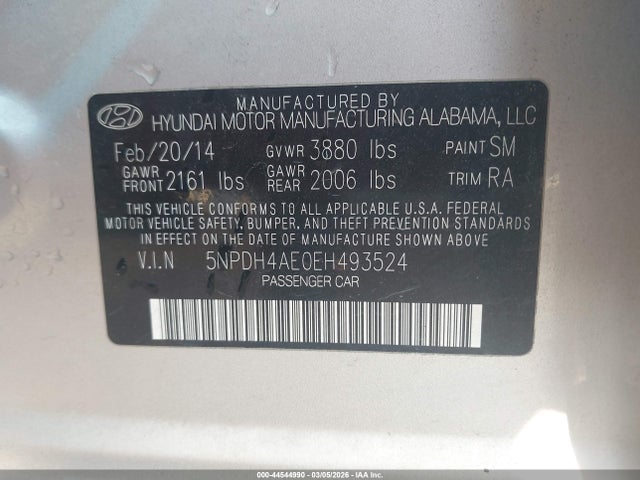 MANUFACTURED BY
HYUNDAI MOTOR MANUFACTURING ALABAMA, LLC
Feb/20/14 GVWR 3880 lbs PAINT SM
GAWR FRONT 2161 lbs GAWR REAR 2006 lbs TRIM RA
THIS VEHICLE CONFORMS TO ALL APPLICABLE U.S.A. FEDERAL
MOTOR VEHICLE SAFETY, BUMPER, AND THEFT PREVENTION STANDARDS
IN EFFECT ON THE DATE OF MANUFACTURE SHOWN ABOVE
V.I.N 5NPDH4AE0EH493524
PASSENGER CAR
000-44544990 - 03/05/2026 - IAA Inc.